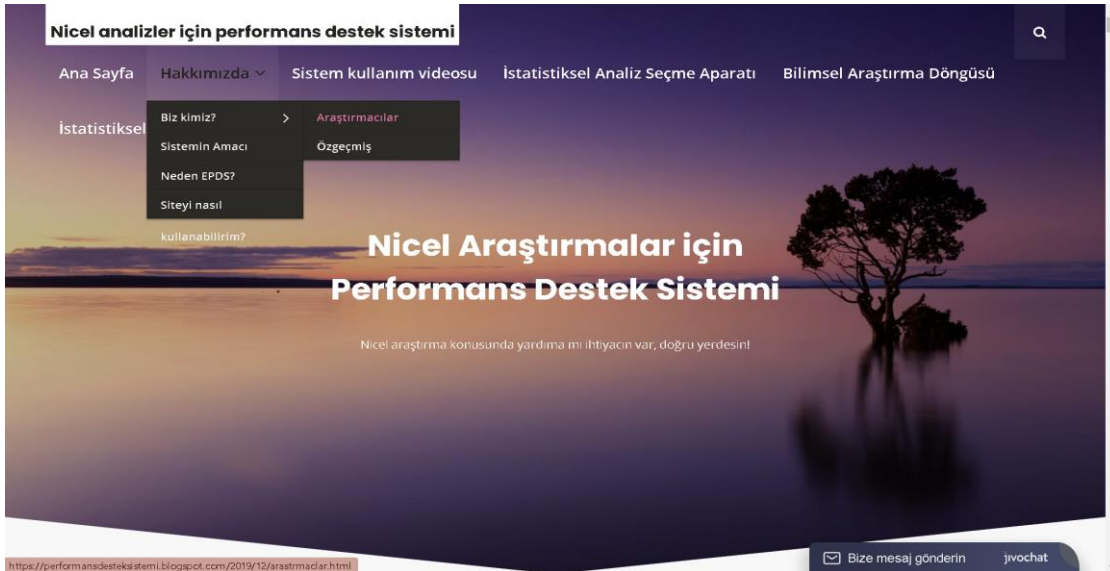 Nicel analizler için performans destek sistemi
Ana Sayfa Hakkımızda Sistem kullanım videosu İstatistiksel Analiz Seçme Aparatı Bilimsel Araştırma Döngüsü
İstatistiksel
Biz kimiz? Araştırmacılar
Sistemin Amacı Özgeçmiş
Neden EPDS?
Siteyi nasıl
kullanabilirim?
Nicel Araştırmalar için
Performans Destek Sistemi
Nicel araştırma konusunda yardıma mı ihtiyacın var, doğru yerdesin!
Bize mesaj gönderin jivochat
https://performansdesteksistemi.blogspot.com/2019/12/arastrmaclar.html